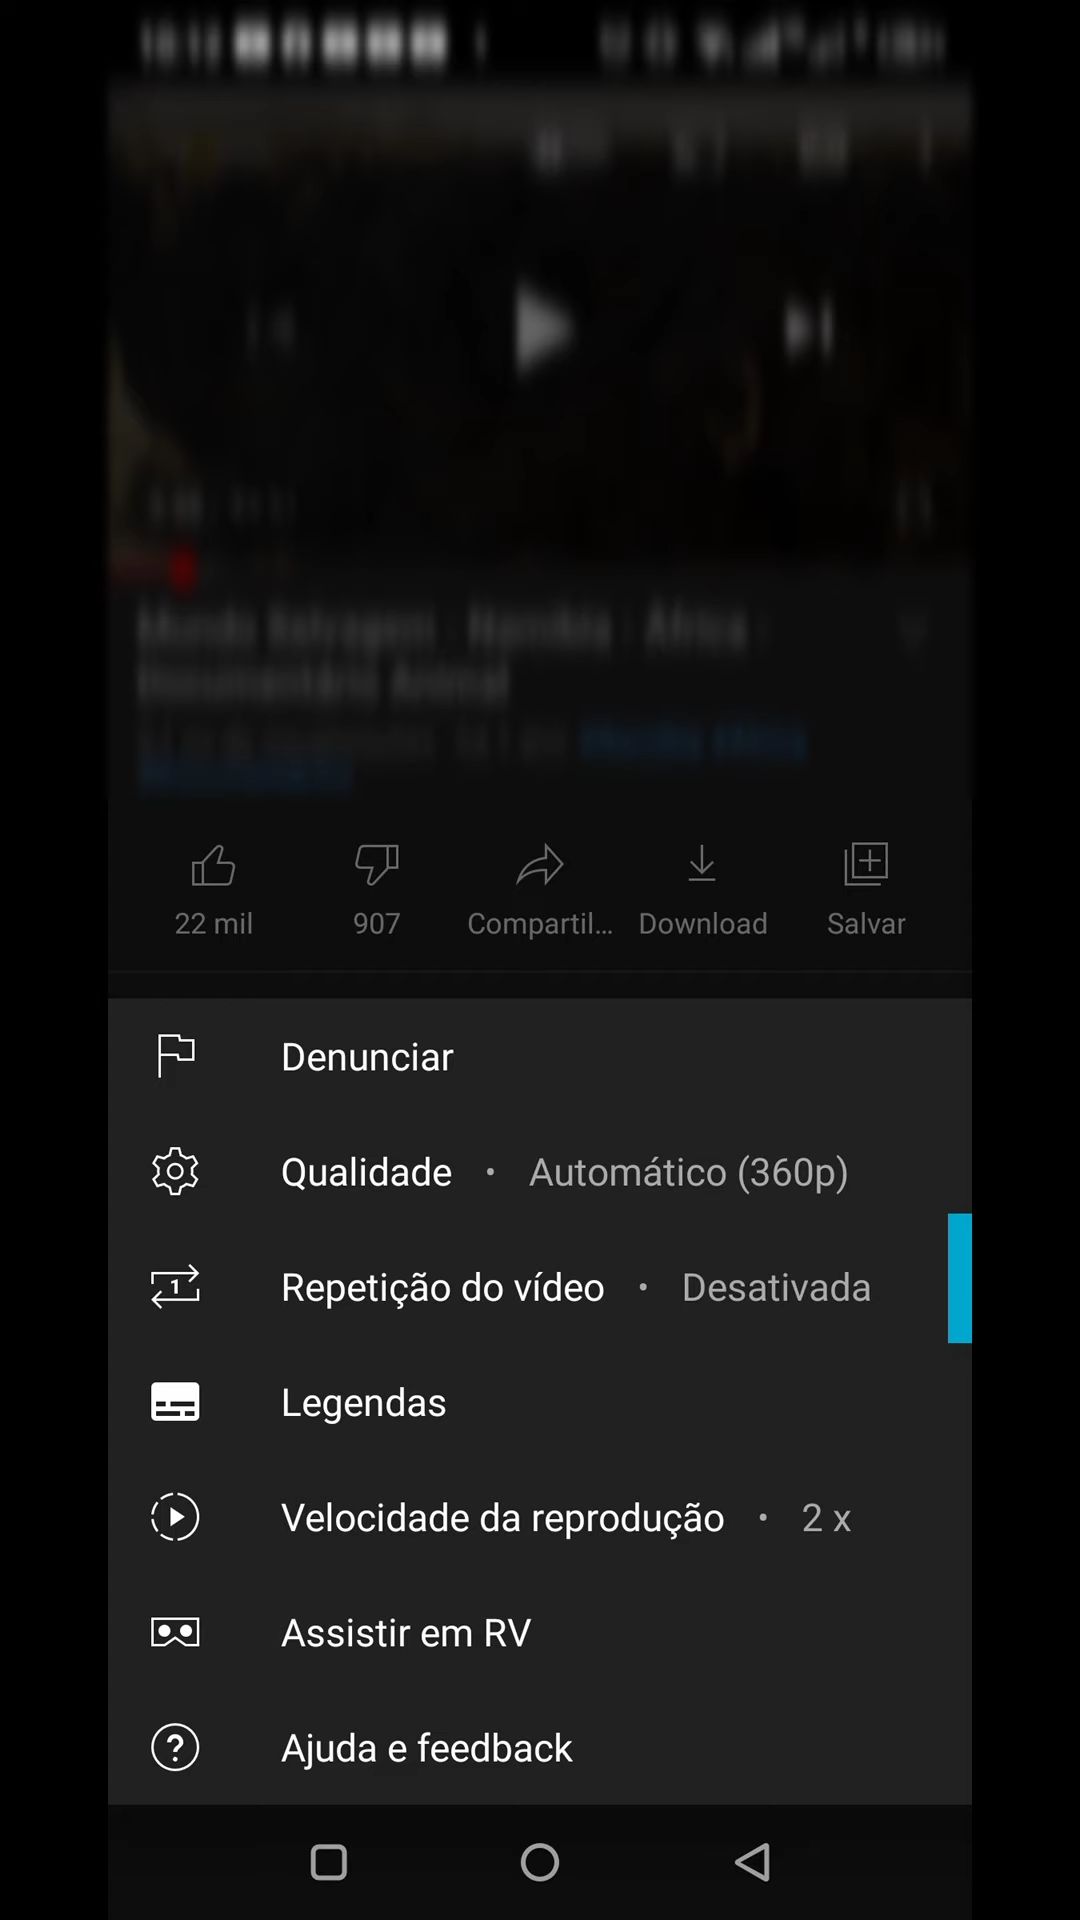 22 mil
907
Compartil...
Download
Salvar
Denunciar
Qualidade • Automático (360p)
1
Repetição do vídeo • Desativada
Legendas
Velocidade da reprodução • 2 x
Assistir em RV
?
Ajuda e feedback